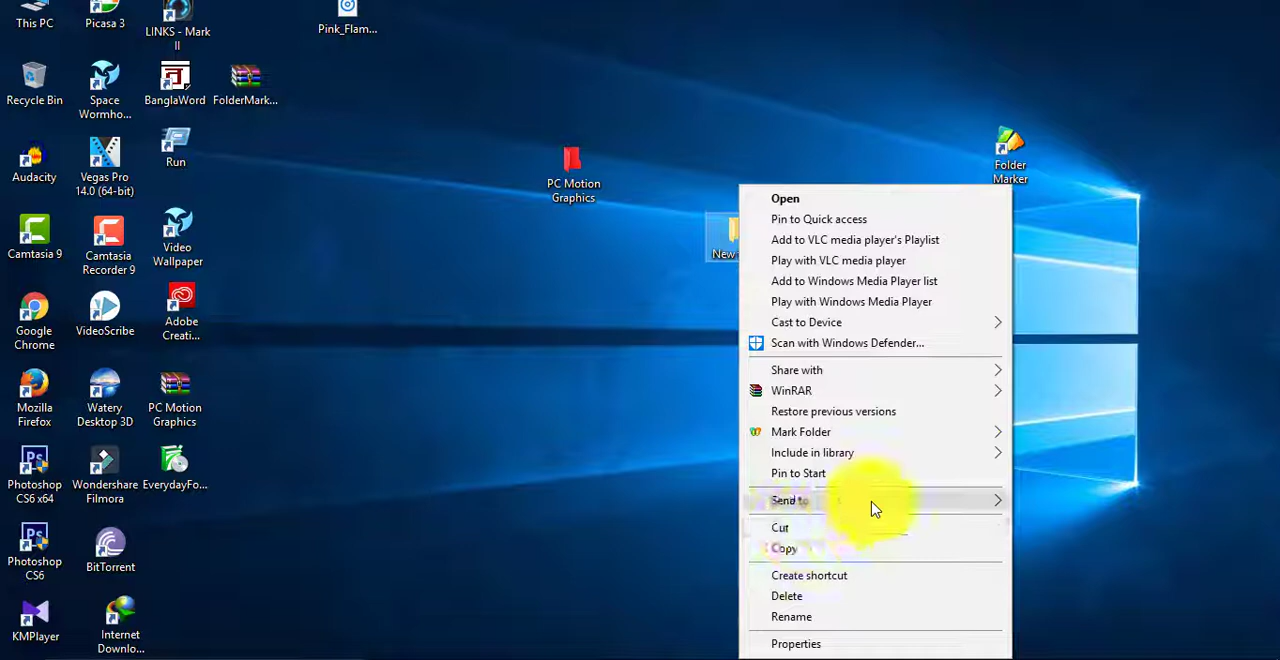 This PC
Picasa 3
LINKS - Mark
II
Pink_Flam...
Recycle Bin
Space
Wormho...
BanglaWord
FolderMark...
Audacity
Vegas Pro
14.0 (64-bit)
Run
PC Motion
Graphics
Folder
Marker
Camtasia 9
Camtasia
Recorder 9
Video
Wallpaper
New
Google
Chrome
VideoScribe
Adobe
Creati...
Mozilla
Firefox
Watery
Desktop 3D
PC Motion
Graphics
Photoshop
CS6 x64
Wondershare
Filmora
EverydayFo...
Photoshop
CS6
BitTorrent
KMPlayer
Internet
Downlo...
Open
Pin to Quick access
Add to VLC media player's Playlist
Play with VLC media player
Add to Windows Media Player list
Play with Windows Media Player
Cast to Device
Scan with Windows Defender...
Share with
WinRAR
Restore previous versions
Mark Folder
Include in library
Pin to Start
Send to
Cut
Copy
Create shortcut
Delete
Rename
Properties